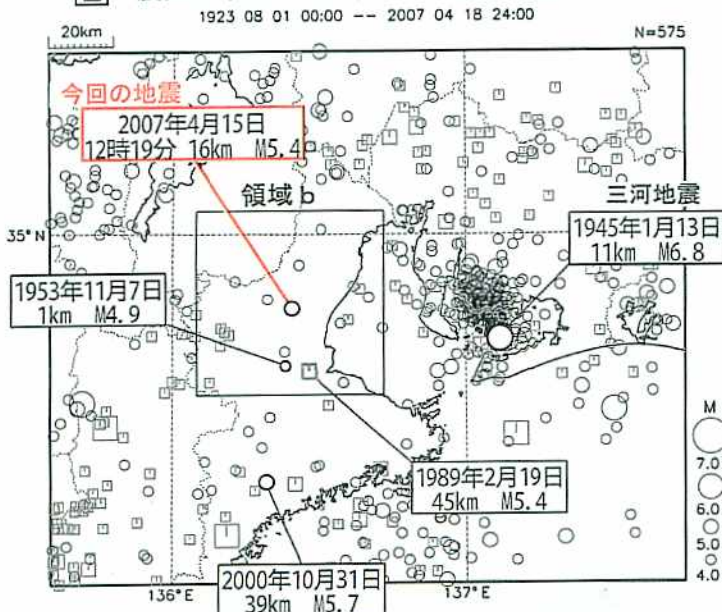 1923 08 01 00:00 -- 2007 04 18 24:00
20km
N=575
今回の地震
2007年4月15日
12時19分 16km M5.4
領域b
三河地震
1945年1月13日
11km M6.8
35°N
1953年11月7日
1km M4.9
1989年2月19日
45km M5.4
2000年10月31日
39km M5.7
M
7.0
6.0
5.0
4.0
136°E
137°E